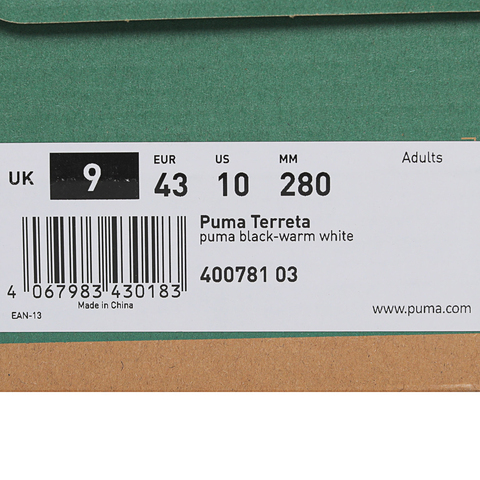 EUR US MM Adults
UK 9 43 10 280
Puma Terreta
puma black-warm white
400781 03
4 067983 430183
Made in China
EAN-13
www.puma.com